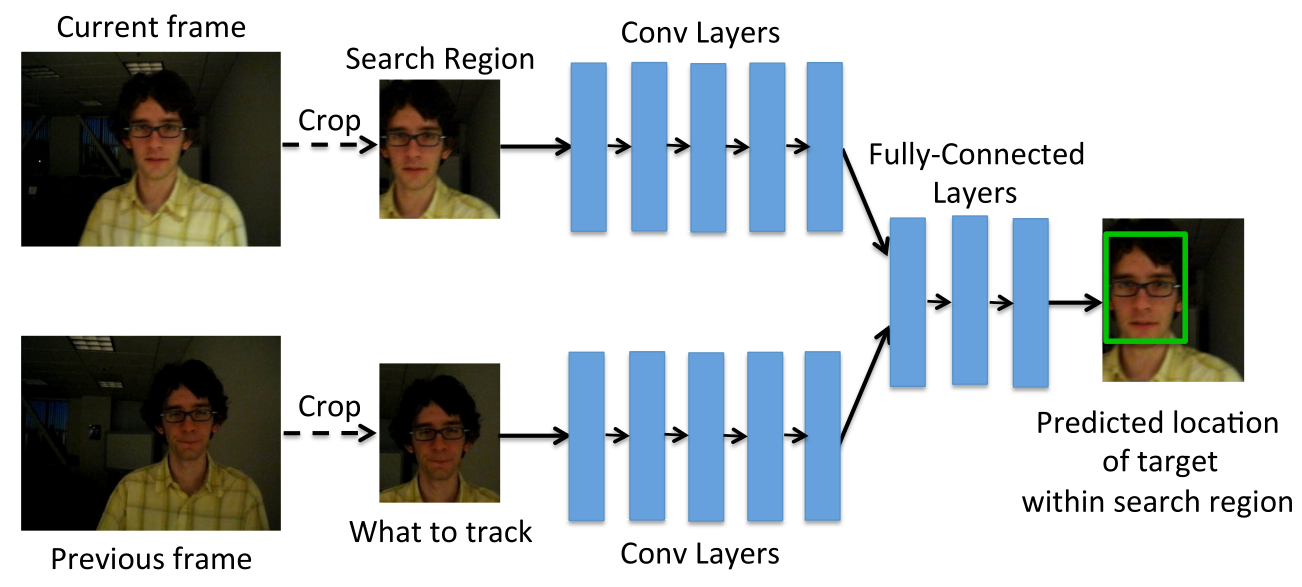 Current frame
Search Region
Conv Layers
Crop
Fully-Connected
Layers
Crop
What to track
Conv Layers
Previous frame
Predicted location
of target
within search region